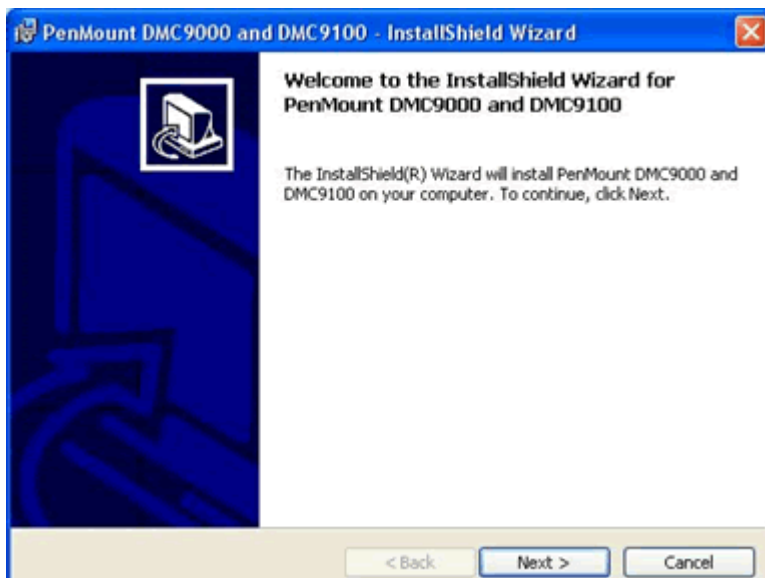 PenMount DMC9000 and DMC9100 - InstallShield Wizard
Welcome to the InstallShield Wizard for
PenMount DMC9000 and DMC9100
The InstallShield(R) Wizard will install PenMount DMC9000 and
DMC9100 on your computer. To continue, click Next.
< Back
Next >
Cancel